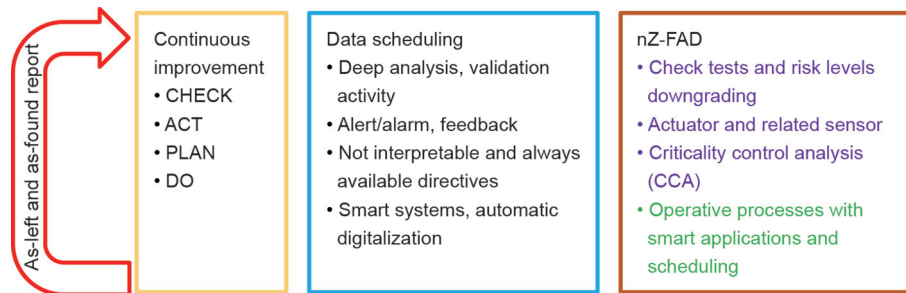 As-left and as-found report
Continuous
improvement
• CHECK
• ACT
• PLAN
• DO
Data scheduling
• Deep analysis, validation
activity
• Alert/alarm, feedback
• Not interpretable and always
available directives
• Smart systems, automatic
digitalization
nZ-FAD
• Check tests and risk levels
downgrading
• Actuator and related sensor
• Criticality control analysis
(CCA)
• Operative processes with
smart applications and
scheduling